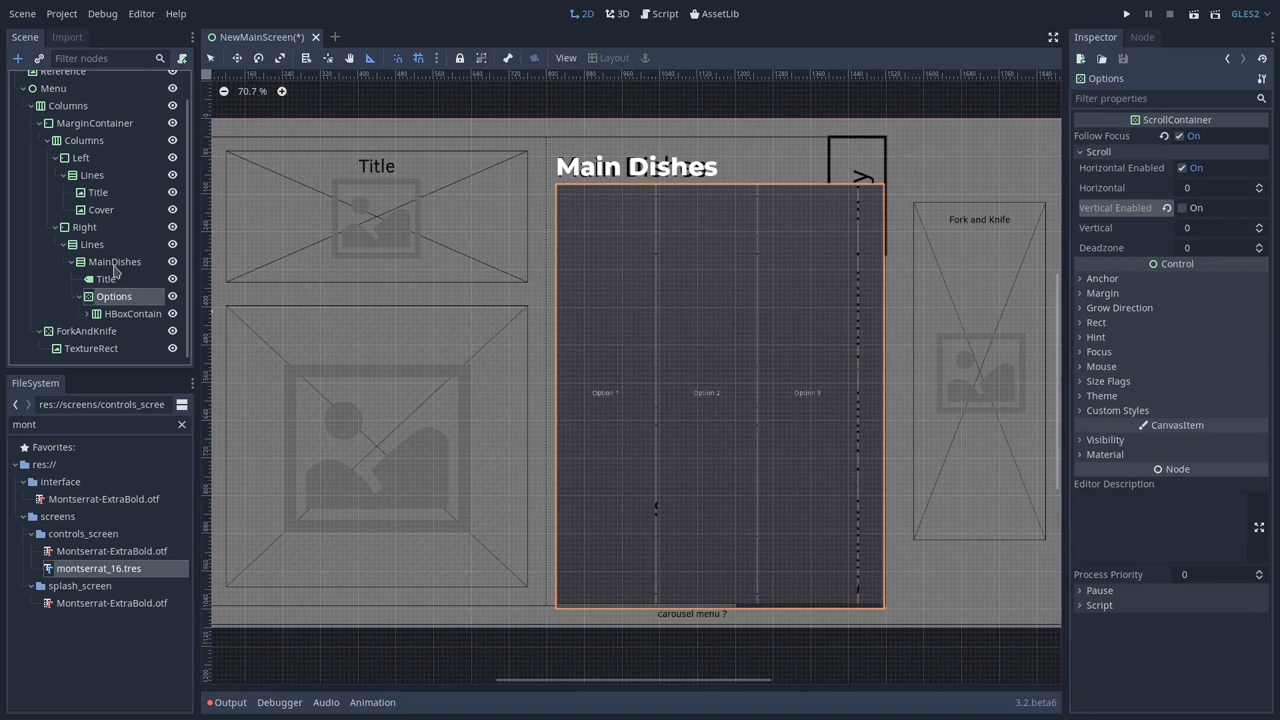 Scene Project Debug Editor Help
2D 3D Script AssetLib
GLES2
Scene Import
NewMainScreen(*)
Inspector Node
Filter nodes
View Layout
Options
Reference
Menu
Columns
MarginContainer
Columns
Left
Lines
Title
Cover
Right
Lines
MainDishes
Title
Options
HBoxContain
ForkAndKnife
TextureRect
70.7 %
Title
Main Dishes
y
Fork and Knife
Option 1
Option 2
Option 3
carousel menu ?
Filter properties
ScrollContainer
Follow Focus On
Scroll
Horizontal Enabled On
Horizontal 0
Vertical Enabled On
Vertical 0
Deadzone 0
Control
Anchor
Margin
Grow Direction
Rect
Hint
Focus
Mouse
Size Flags
Theme
Custom Styles
CanvasItem
Visibility
Material
Node
Editor Description
Process Priority 0
Pause
Script
FileSystem
res://screens/controls_scree
mont
Favorites:
res://
interface
Montserrat-ExtraBold.otf
screens
controls_screen
Montserrat-ExtraBold.otf
montserrat_16.tres
splash_screen
Montserrat-ExtraBold.otf
Output Debugger Audio Animation
3.2.beta6